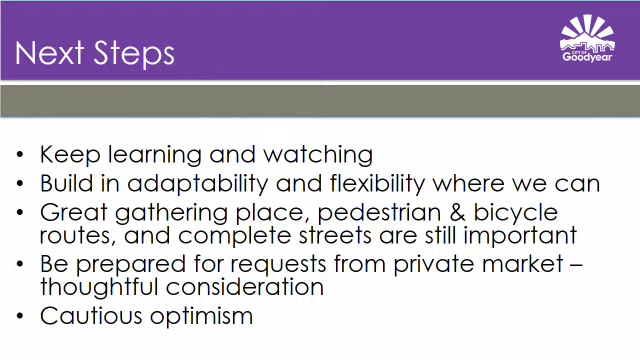 Next Steps
CITY OF
Goodyear
• Keep learning and watching
• Build in adaptability and flexibility where we can
• Great gathering place, pedestrian & bicycle
routes, and complete streets are still important
• Be prepared for requests from private market –
thoughtful consideration
• Cautious optimism